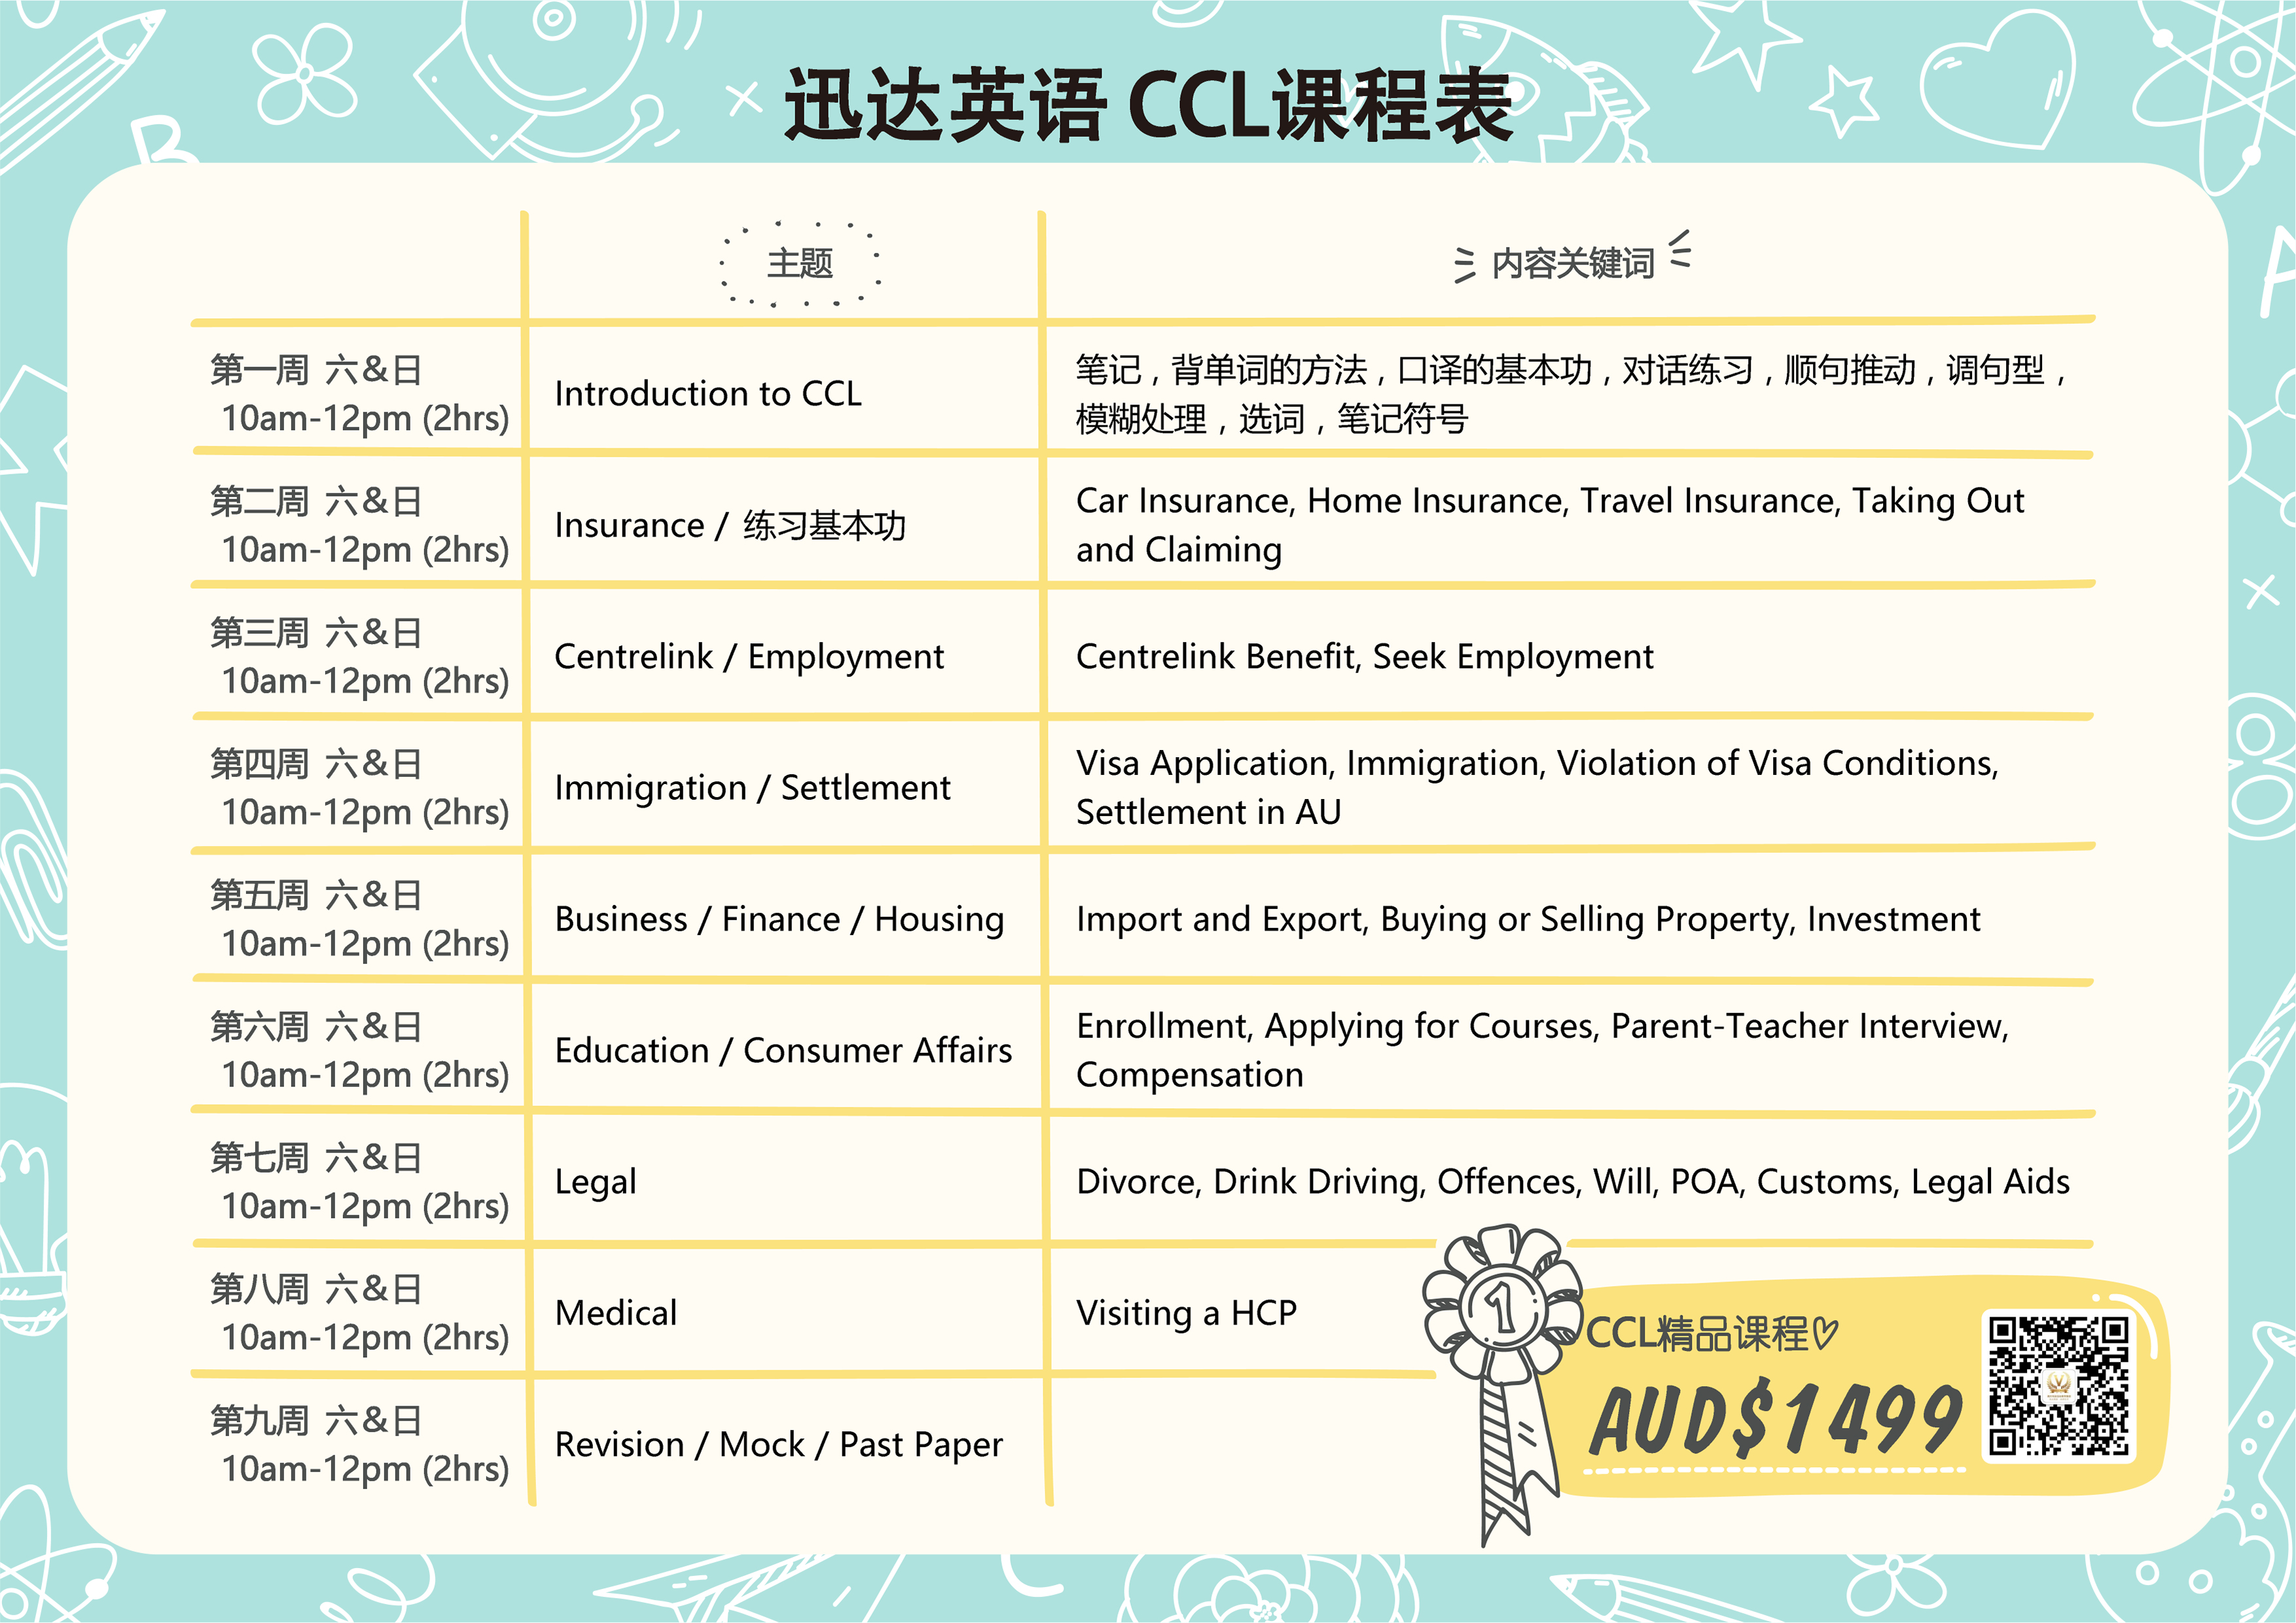 迅达英语 CCL课程表
主题
内容关键词
第一周 六&日
10am-12pm (2hrs)
Introduction to CCL
笔记，背单词的方法，口译的基本功，对话练习，顺句推动，调句型，
模糊处理，选词，笔记符号
第二周 六&日
10am-12pm (2hrs)
Insurance / 练习基本功
Car Insurance, Home Insurance, Travel Insurance, Taking Out
and Claiming
第三周 六&日
10am-12pm (2hrs)
Centrelink / Employment
Centrelink Benefit, Seek Employment
第四周 六&日
10am-12pm (2hrs)
Immigration / Settlement
Visa Application, Immigration, Violation of Visa Conditions,
Settlement in AU
第五周 六&日
10am-12pm (2hrs)
Business / Finance / Housing
Import and Export, Buying or Selling Property, Investment
第六周 六&日
10am-12pm (2hrs)
Education / Consumer Affairs
Enrollment, Applying for Courses, Parent-Teacher Interview,
Compensation
第七周 六&日
10am-12pm (2hrs)
Legal
Divorce, Drink Driving, Offences, Will, POA, Customs, Legal Aids
第八周 六&日
10am-12pm (2hrs)
Medical
Visiting a HCP
第九周 六&日
10am-12pm (2hrs)
Revision / Mock / Past Paper
1
CCL精品课程
AUD$1499